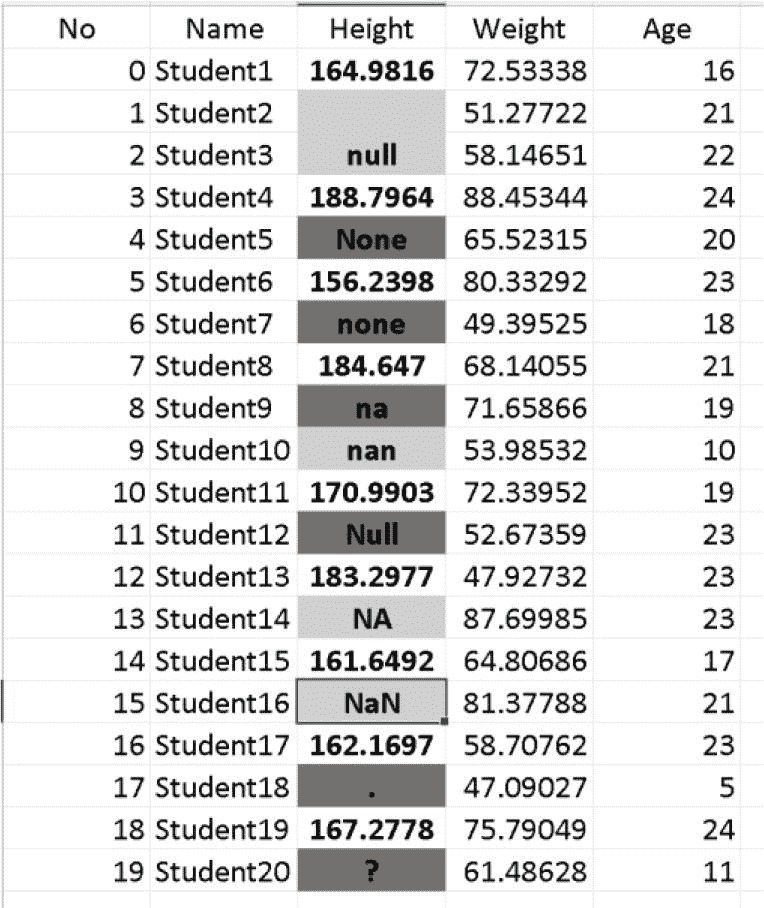 No Name Height Weight Age
0 Student1 164.9816 72.53338 16
1 Student2 51.27722 21
2 Student3 null 58.14651 22
3 Student4 188.7964 88.45344 24
4 Student5 None 65.52315 20
5 Student6 156.2398 80.33292 23
6 Student7 none 49.39525 18
7 Student8 184.647 68.14055 21
8 Student9 na 71.65866 19
9 Student10 nan 53.98532 10
10 Student11 170.9903 72.33952 19
11 Student12 Null 52.67359 23
12 Student13 183.2977 47.92732 23
13 Student14 NA 87.69985 23
14 Student15 161.6492 64.80686 17
15 Student16 NaN 81.37788 21
16 Student17 162.1697 58.70762 23
17 Student18 . 47.09027 5
18 Student19 167.2778 75.79049 24
19 Student20 ? 61.48628 11